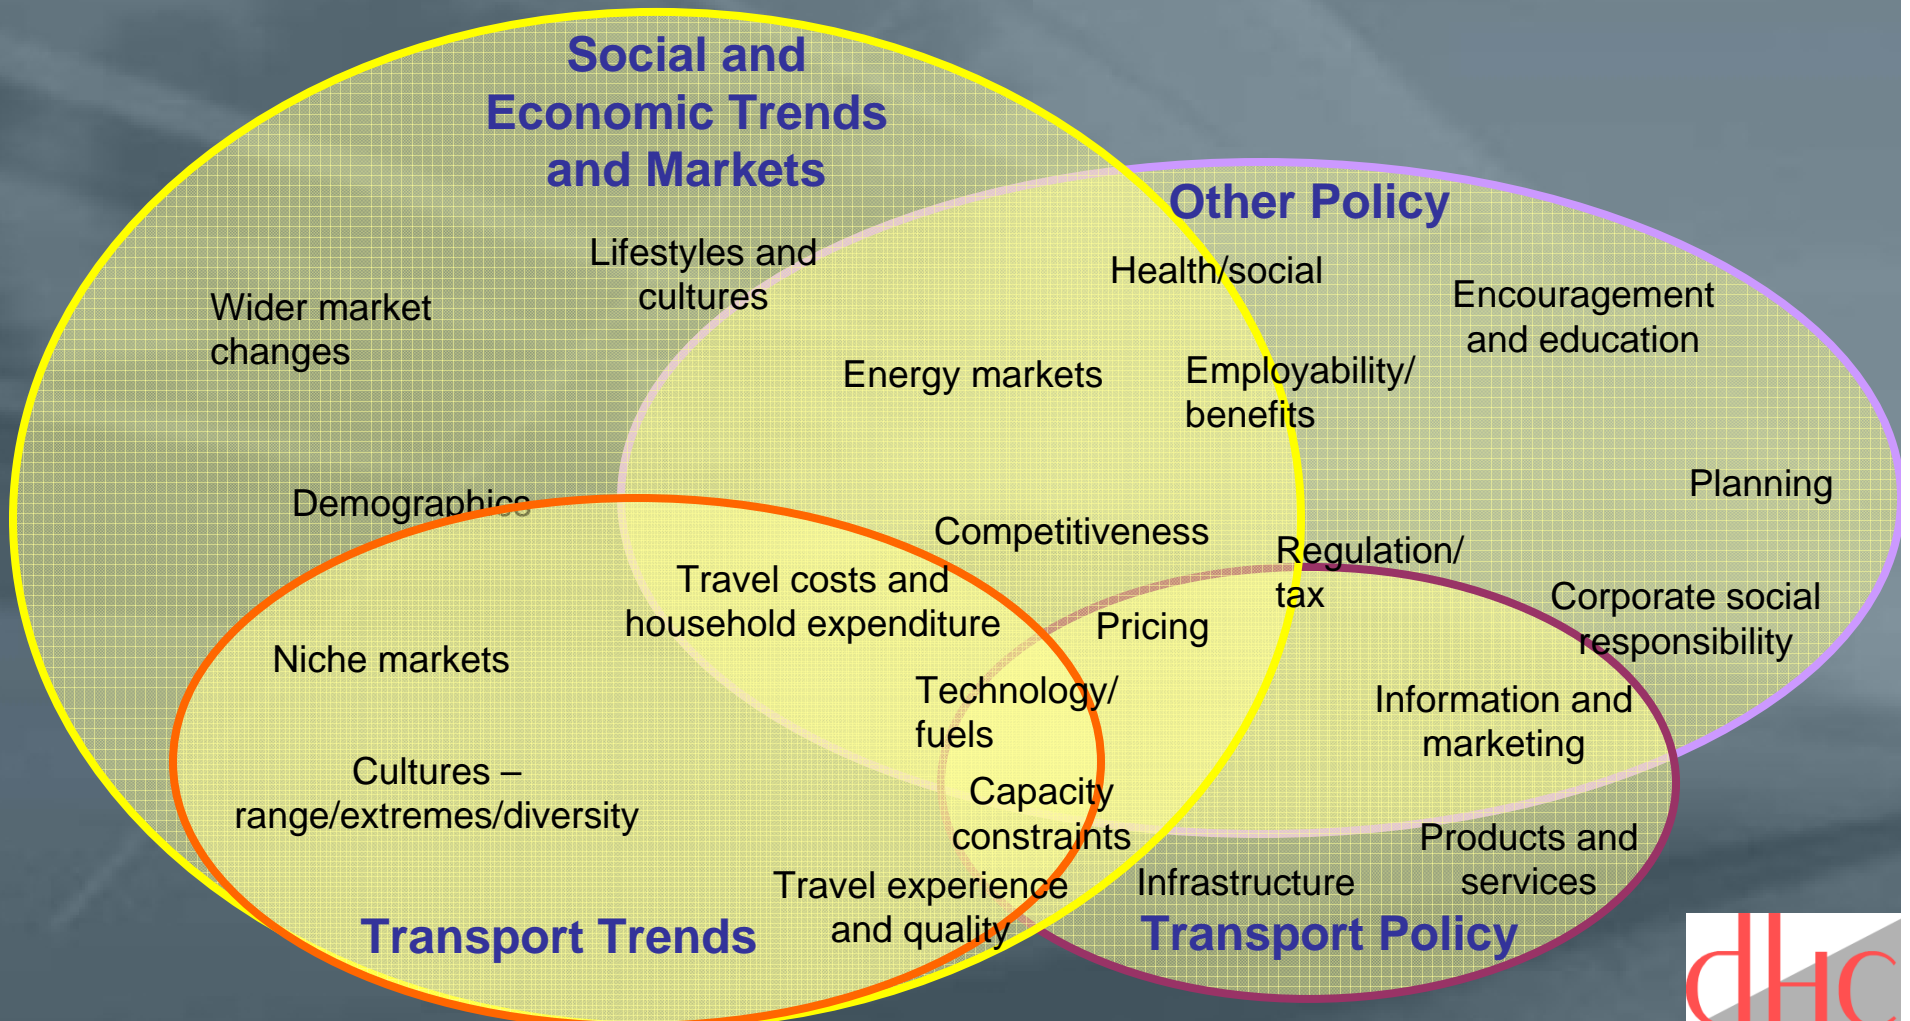 Social and
Economic Trends
and Markets
Other Policy
Lifestyles and
cultures
Health/social
Wider market
changes
Encouragement
and education
Energy markets
Employability/
benefits
Demographics
Planning
Competitiveness
Regulation/
tax
Travel costs and
household expenditure
Pricing
Corporate social
responsibility
Niche markets
Technology/
fuels
Information and
marketing
Cultures –
range/extremes/diversity
Capacity
constraints
Products and
services
Travel experience
and quality
Infrastructure
Transport Trends
Transport Policy
dhc